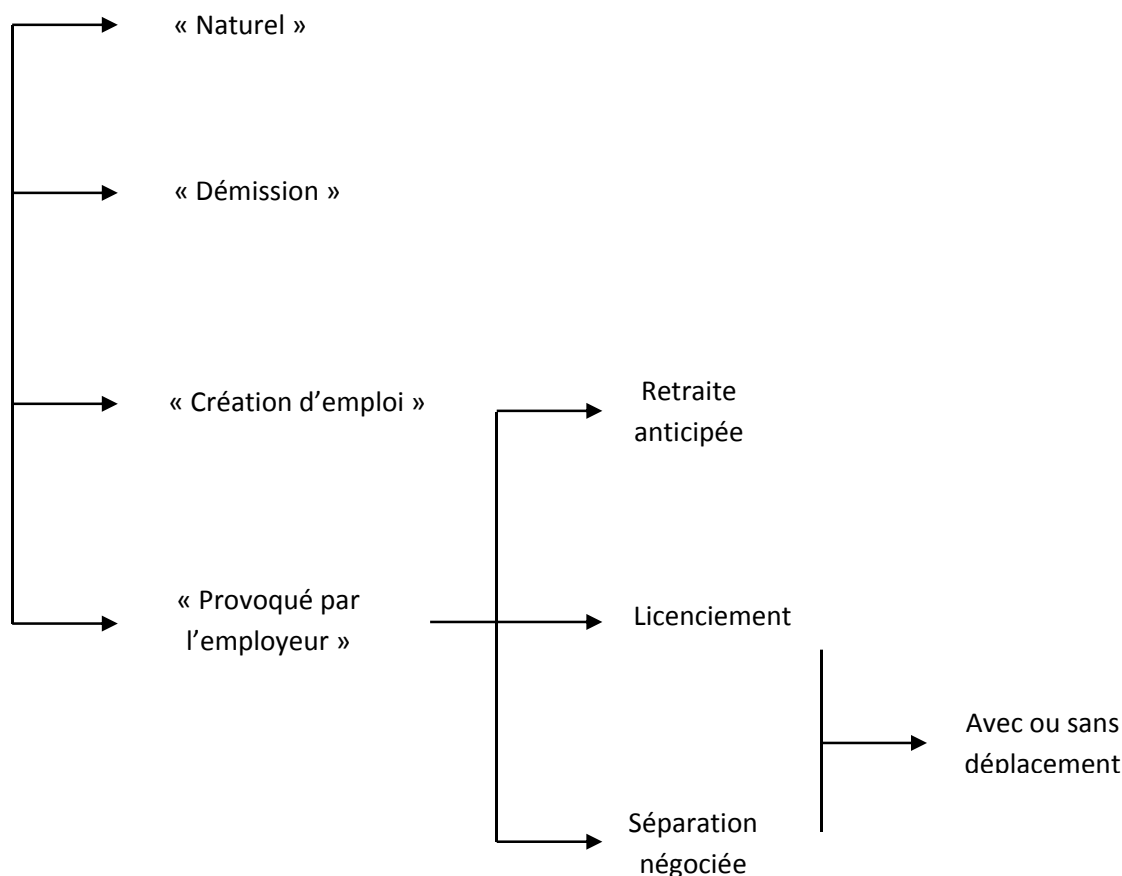 « Naturel »
« Démission »
« Création d’emploi »
Retraite
anticipée
« Provoqué par
l’employeur »
Licenciement
Avec ou sans
déplacement
Séparation
négociée